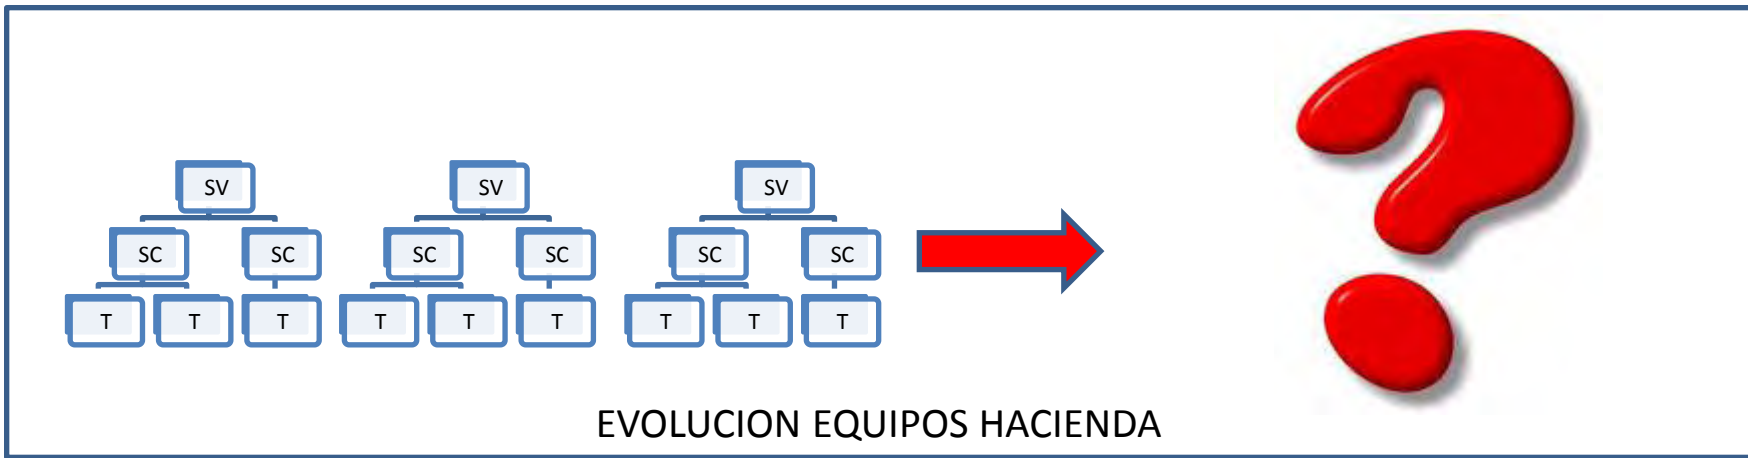 SV SV SV
SC SC SC SC SC SC
T T T T T T T T T
EVOLUCION EQUIPOS HACIENDA